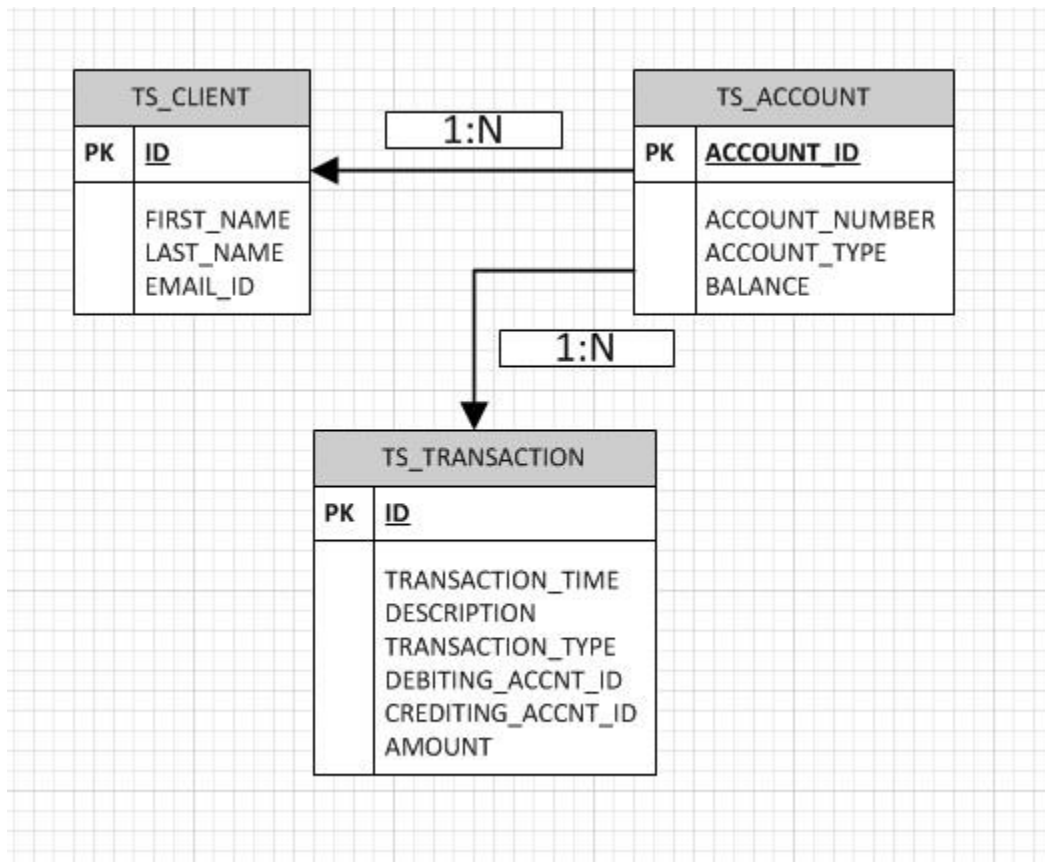 TS_CLIENT
PK ID
FIRST_NAME
LAST_NAME
EMAIL_ID
1:N
TS_ACCOUNT
PK ACCOUNT_ID
ACCOUNT_NUMBER
ACCOUNT_TYPE
BALANCE
1:N
TS_TRANSACTION
PK ID
TRANSACTION_TIME
DESCRIPTION
TRANSACTION_TYPE
DEBITING_ACCNT_ID
CREDITING_ACCNT_ID
AMOUNT